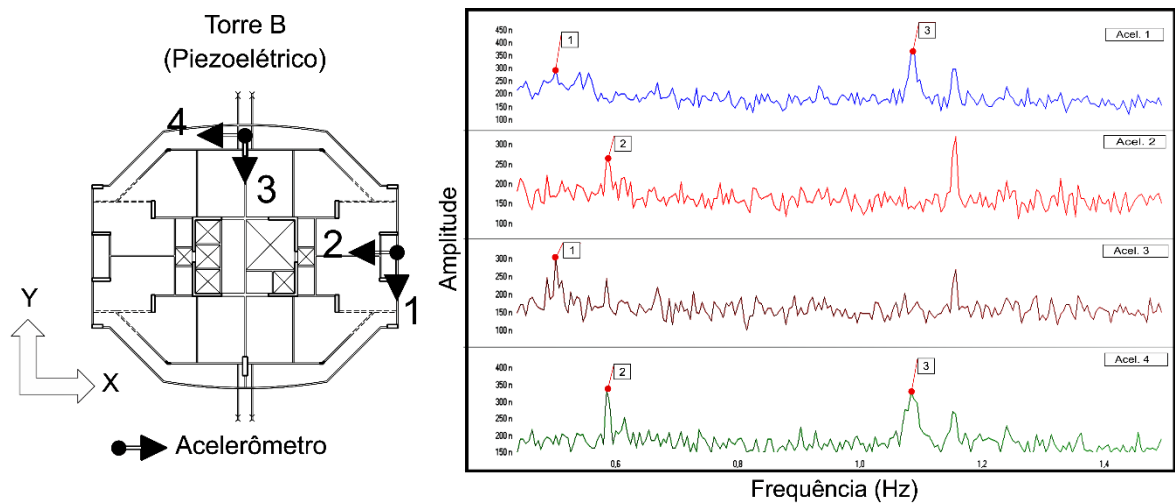 Torre B
(Piezoelétrico)
4
3
2
1
Y
X
Acelerômetro
Amplitude
450 n
400 n
350 n
300 n
250 n
200 n
150 n
100 n
1
3
Acel. 1
300 n
250 n
200 n
150 n
100 n
2
Acel. 2
300 n
250 n
200 n
150 n
100 n
1
Acel. 3
400 n
350 n
300 n
250 n
200 n
150 n
2
3
Acel. 4
0,6 0,8 1,0 1,2 1,4
Frequência (Hz)